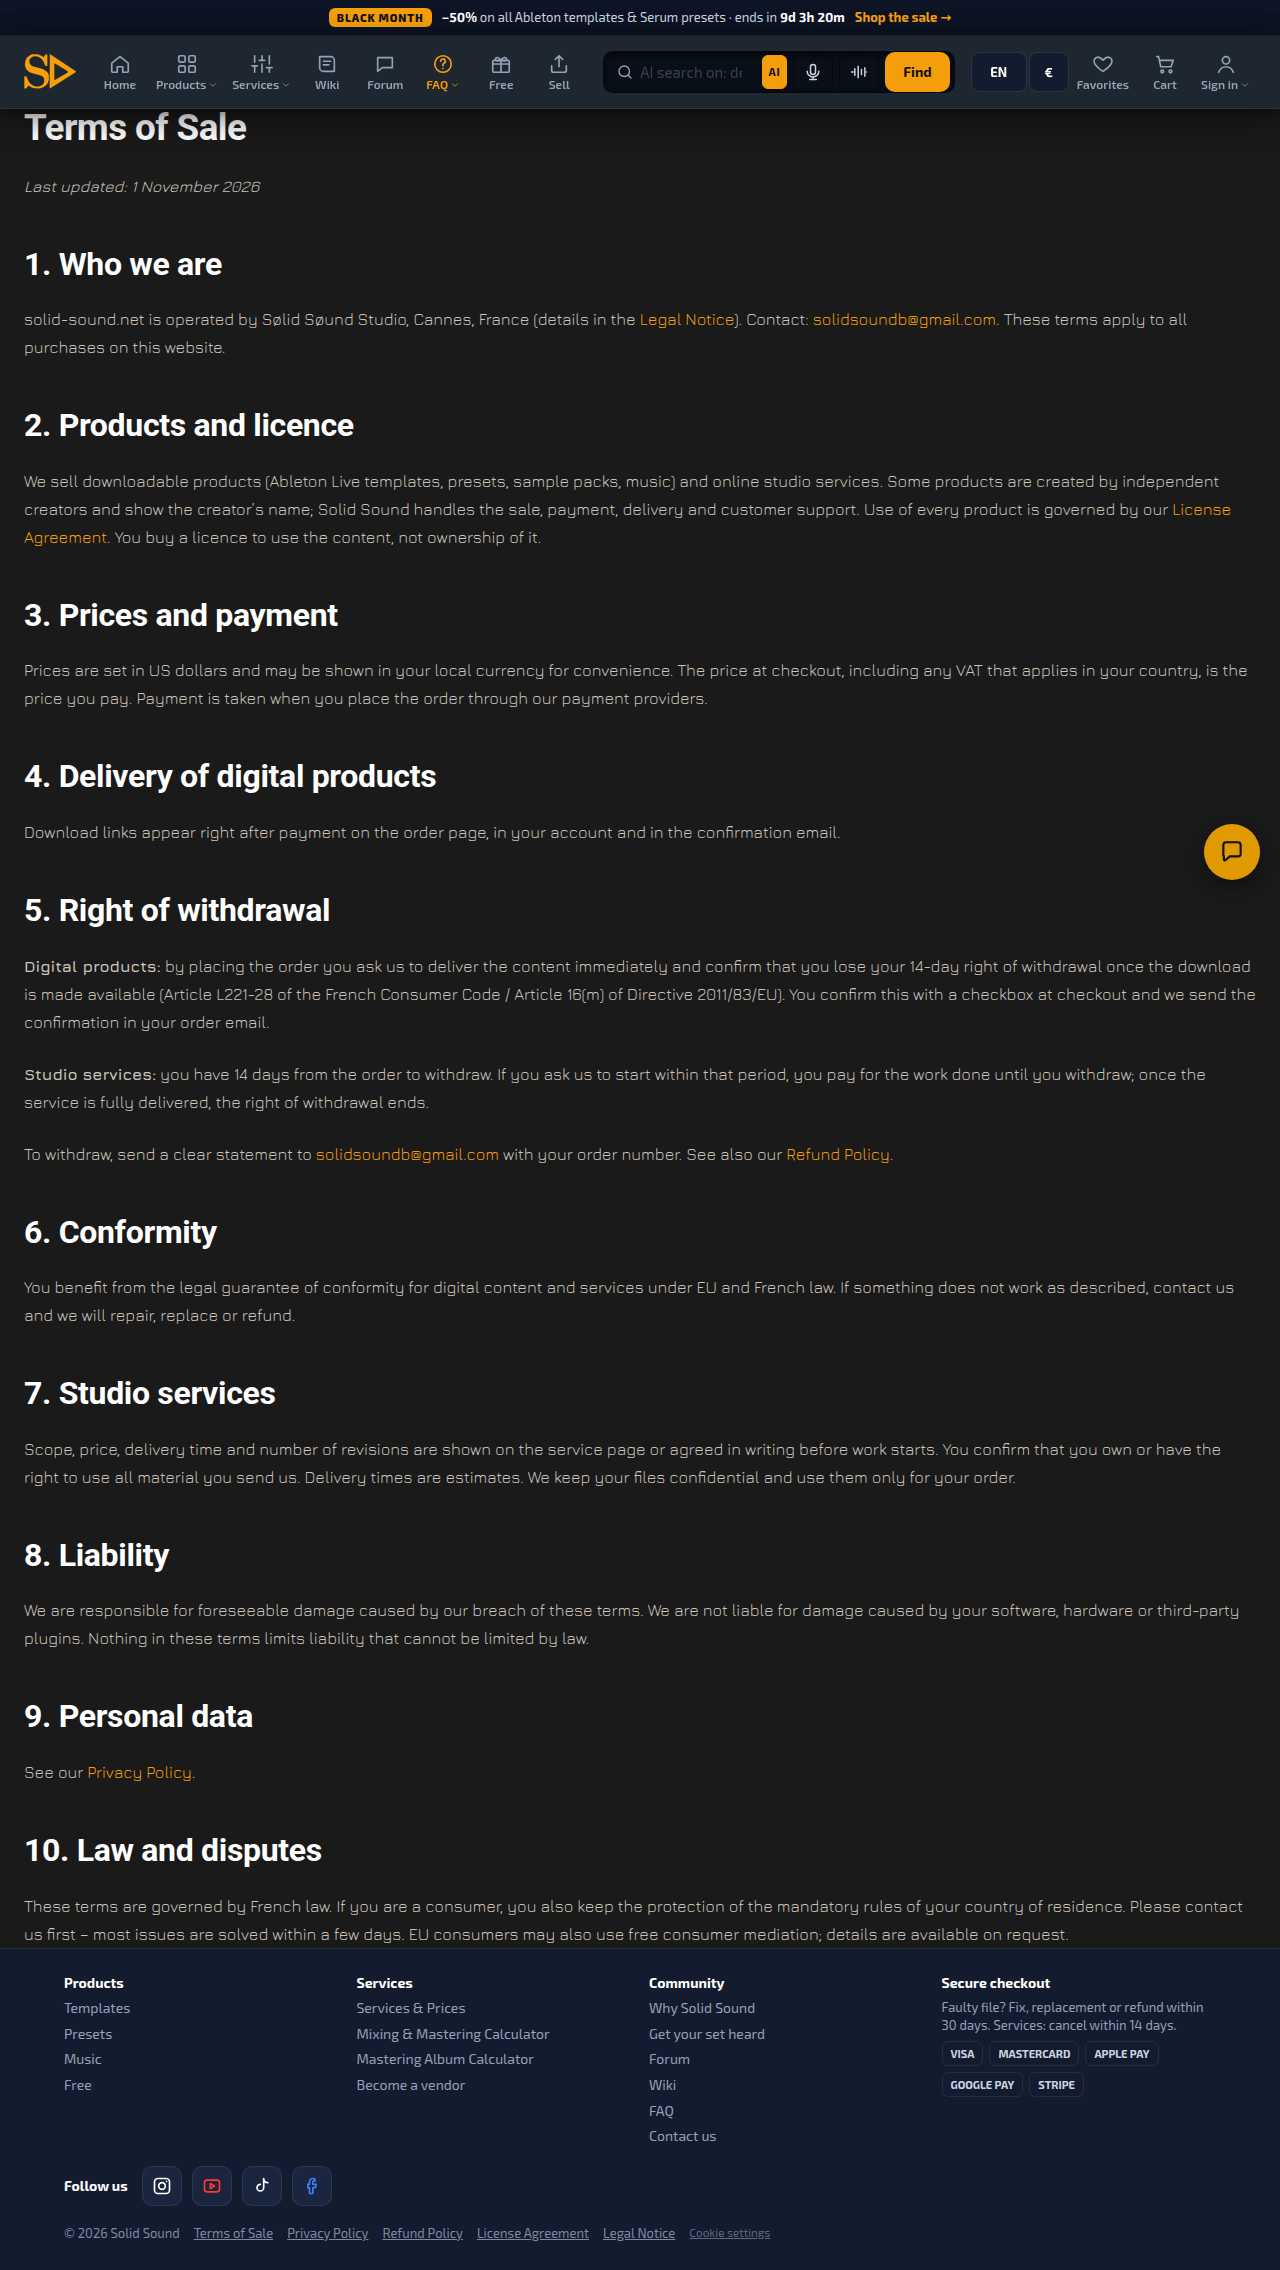 BLACK MONTH −50% on all Ableton templates & Serum presets · ends in 9d 3h 20m Shop the sale →
Home Products Services Wiki Forum FAQ Free Sell AI search on: dr AI Find EN € Favorites Cart Sign in
Terms of Sale
Last updated: 1 November 2026
1. Who we are
solid-sound.net is operated by Sølid Søund Studio, Cannes, France (details in the Legal Notice). Contact: solidsoundb@gmail.com. These terms apply to all
purchases on this website.
2. Products and licence
We sell downloadable products (Ableton Live templates, presets, sample packs, music) and online studio services. Some products are created by independent
creators and show the creator's name; Solid Sound handles the sale, payment, delivery and customer support. Use of every product is governed by our License
Agreement. You buy a licence to use the content, not ownership of it.
3. Prices and payment
Prices are set in US dollars and may be shown in your local currency for convenience. The price at checkout, including any VAT that applies in your country, is the
price you pay. Payment is taken when you place the order through our payment providers.
4. Delivery of digital products
Download links appear right after payment on the order page, in your account and in the confirmation email.
5. Right of withdrawal
Digital products: by placing the order you ask us to deliver the content immediately and confirm that you lose your 14-day right of withdrawal once the download
is made available (Article L221-28 of the French Consumer Code / Article 16(m) of Directive 2011/83/EU). You confirm this with a checkbox at checkout and we send the
confirmation in your order email.
Studio services: you have 14 days from the order to withdraw. If you ask us to start within that period, you pay for the work done until you withdraw; once the
service is fully delivered, the right of withdrawal ends.
To withdraw, send a clear statement to solidsoundb@gmail.com with your order number. See also our Refund Policy.
6. Conformity
You benefit from the legal guarantee of conformity for digital content and services under EU and French law. If something does not work as described, contact us
and we will repair, replace or refund.
7. Studio services
Scope, price, delivery time and number of revisions are shown on the service page or agreed in writing before work starts. You confirm that you own or have the
right to use all material you send us. Delivery times are estimates. We keep your files confidential and use them only for your order.
8. Liability
We are responsible for foreseeable damage caused by our breach of these terms. We are not liable for damage caused by your software, hardware or third-party
plugins. Nothing in these terms limits liability that cannot be limited by law.
9. Personal data
See our Privacy Policy.
10. Law and disputes
These terms are governed by French law. If you are a consumer, you also keep the protection of the mandatory rules of your country of residence. Please contact
us first – most issues are solved within a few days. EU consumers may also use free consumer mediation; details are available on request.
Products
Templates
Presets
Music
Free
Services
Services & Prices
Mixing & Mastering Calculator
Mastering Album Calculator
Become a vendor
Community
Why Solid Sound
Get your set heard
Forum
Wiki
FAQ
Contact us
Secure checkout
Faulty file? Fix, replacement or refund within
30 days. Services: cancel within 14 days.
VISA MASTERCARD APPLE PAY
GOOGLE PAY STRIPE
Follow us
© 2026 Solid Sound Terms of Sale Privacy Policy Refund Policy License Agreement Legal Notice Cookie settings